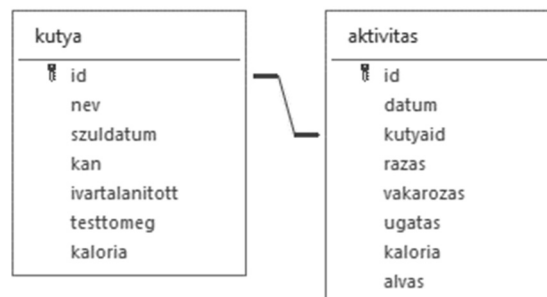 kutya
id
nev
szuldatum
kan
ivartalanitott
testtomeg
kaloria
aktivitas
id
datum
kutyaid
razas
vakarozas
ugatas
kaloria
alvas